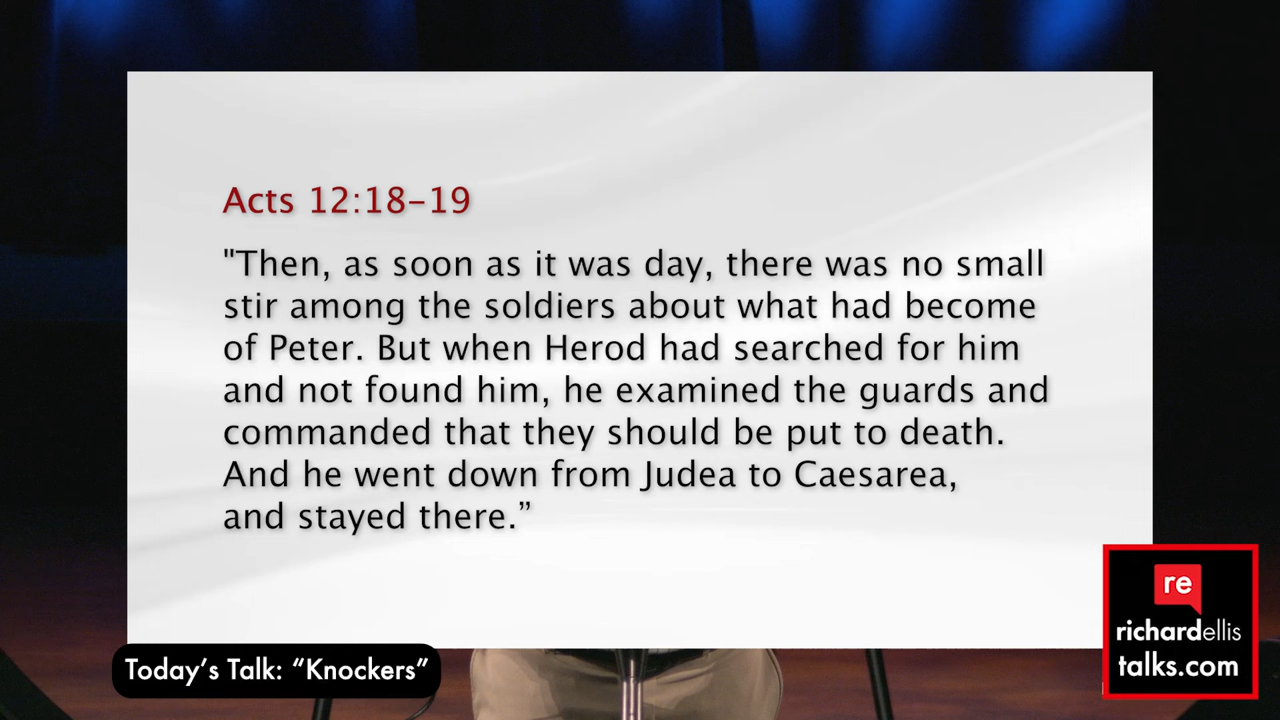 Acts 12:18–19
"Then, as soon as it was day, there was no small
stir among the soldiers about what had become
of Peter. But when Herod had searched for him
and not found him, he examined the guards and
commanded that they should be put to death.
And he went down from Judea to Caesarea,
and stayed there.”
Today’s Talk: “Knockers”
re
richardellis
talks.com